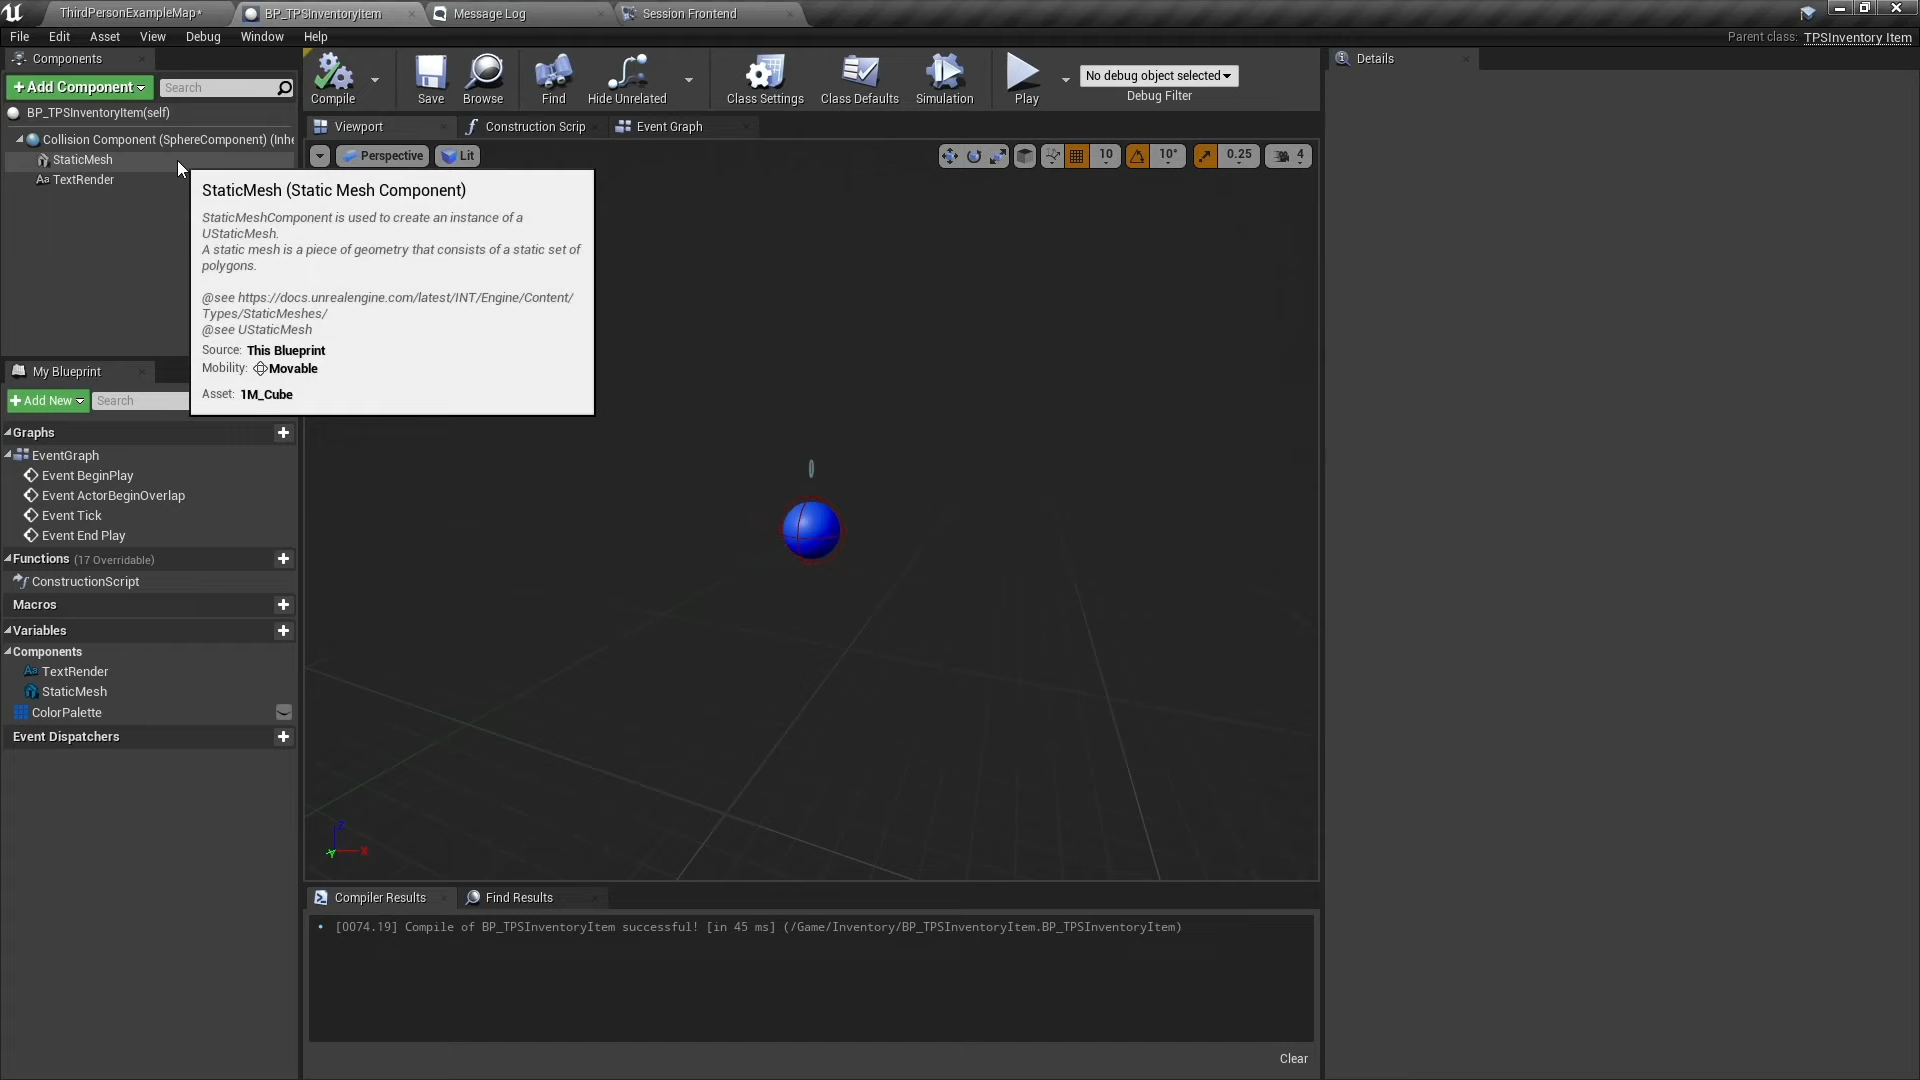 ThirdPersonExampleMap*
BP_TPSInventoryItem
Message Log
Session Frontend
File Edit Asset View Debug Window Help
Parent class: TPSInventory Item
Components
+Add Component
Search
BP_TPSInventoryItem(self)
Collision Component (SphereComponent) (Inhe
StaticMesh
Aa TextRender
Compile
Save
Browse
Find
Hide Unrelated
Class Settings
Class Defaults
Simulation
Play
No debug object selected
Debug Filter
Viewport
Construction Scrip
Event Graph
Perspective
Lit
10
10°
0.25
4
StaticMesh (Static Mesh Component)
StaticMeshComponent is used to create an instance of a
UStaticMesh.
A static mesh is a piece of geometry that consists of a static set of
polygons.
@see https://docs.unrealengine.com/latest/INT/Engine/Content/
Types/StaticMeshes/
@see UStaticMesh
Source: This Blueprint
Mobility: Movable
Asset: 1M_Cube
My Blueprint
+Add New
Search
Graphs
EventGraph
Event BeginPlay
Event ActorBeginOverlap
Event Tick
Event End Play
Functions (17 Overridable)
ConstructionScript
Macros
Variables
Components
Aa TextRender
StaticMesh
ColorPalette
Event Dispatchers
Z
X
Y
Compiler Results
Find Results
• [0074.19] Compile of BP_TPSInventoryItem successful! [in 45 ms] (/Game/Inventory/BP_TPSInventoryItem.BP_TPSInventoryItem)
Clear
Details